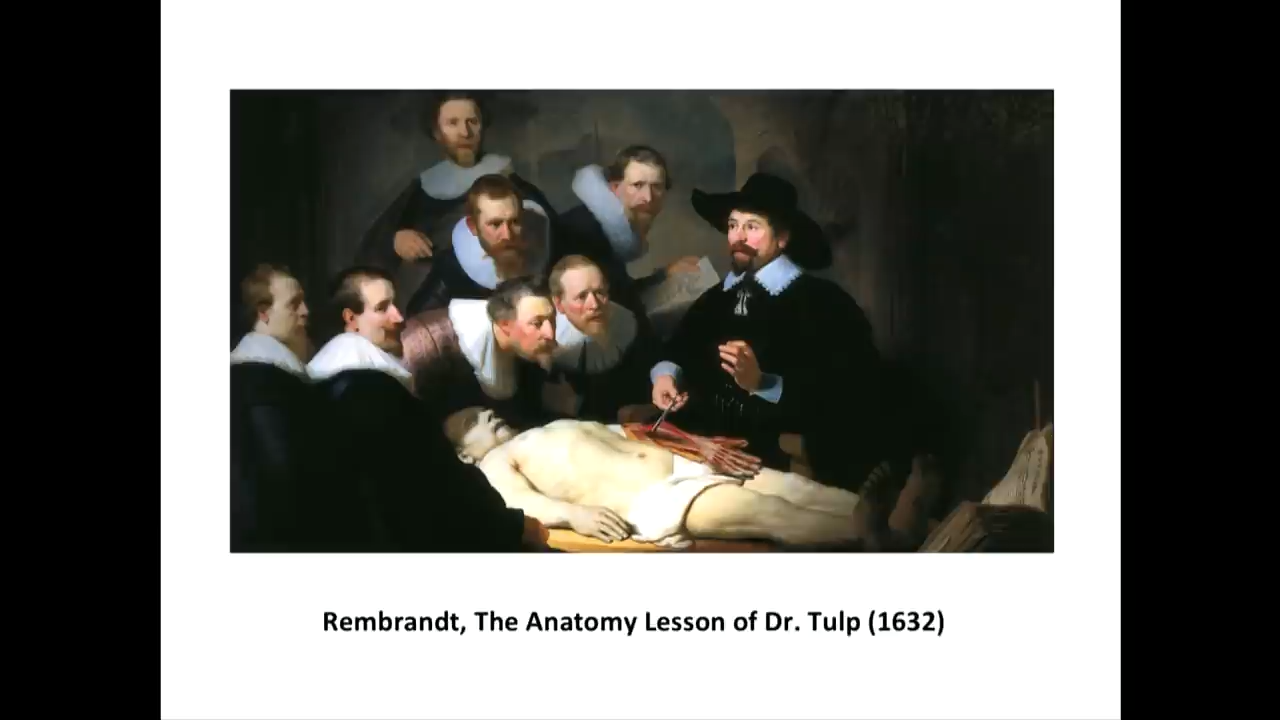 Rembrandt, The Anatomy Lesson of Dr. Tulp (1632)